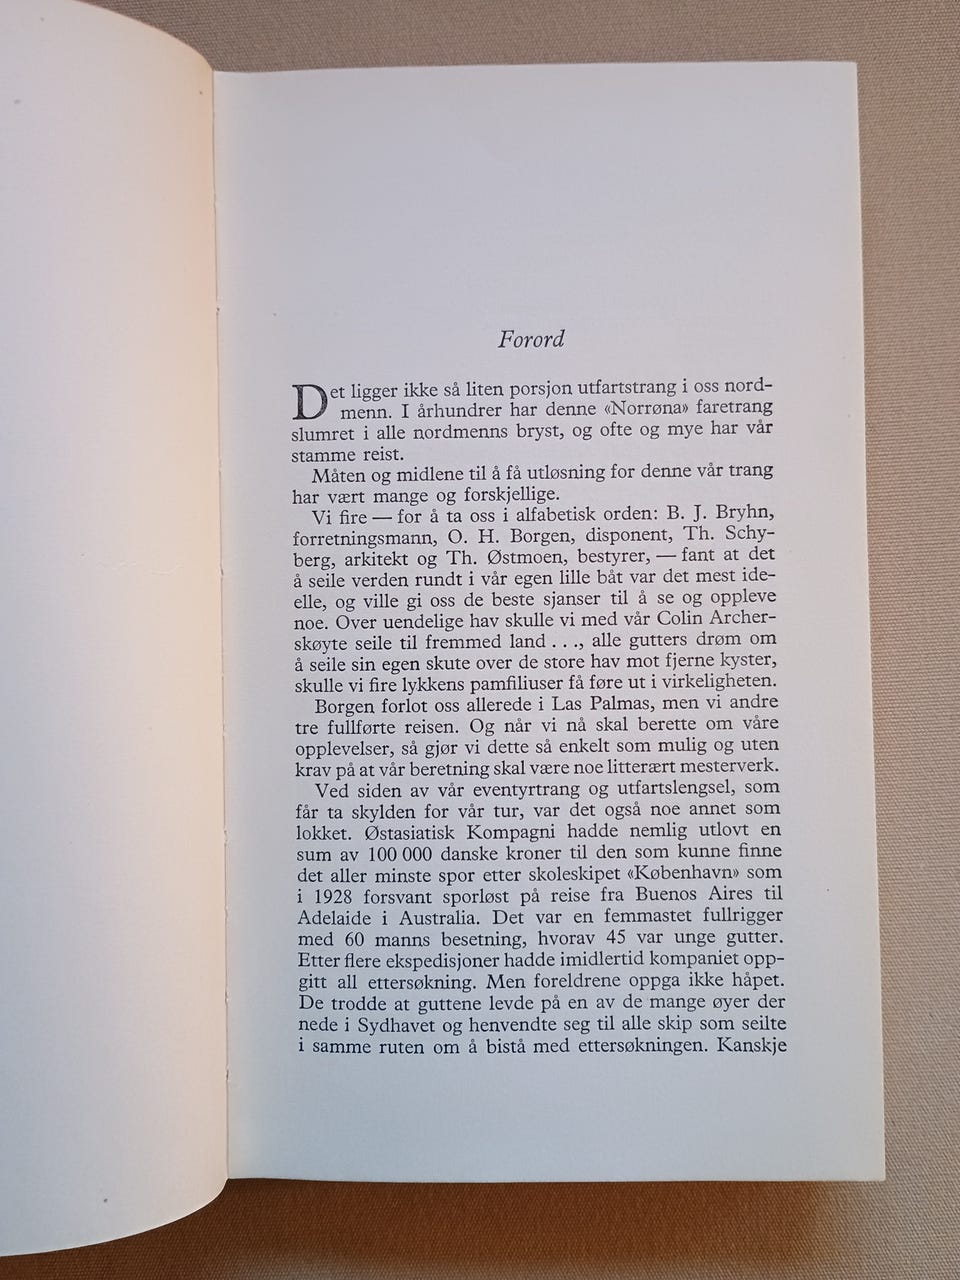 Forord
Det ligger ikke så liten porsjon utfartstrang i oss nord-
menn. I århundrer har denne «Norrøna» faretrang
slumret i alle nordmenns bryst, og ofte og mye har vår
stamme reist.
Måten og midlene til å få utløsning for denne vår trang
har vært mange og forskjellige.
Vi fire — for å ta oss i alfabetisk orden: B. J. Bryhn,
forretningsmann, O. H. Borgen, disponent, Th. Schy-
berg, arkitekt og Th. Østmoen, bestyrer, — fant at det
å seile verden rundt i vår egen lille båt var det mest ide-
elle, og ville gi oss de beste sjanser til å se og oppleve
noe. Over uendelige hav skulle vi med vår Colin Archer-
skøyte seile til fremmed land . . ., alle gutters drøm om
å seile sin egen skute over de store hav mot fjerne kyster,
skulle vi fire lykkens pamfiliuser få føre ut i virkeligheten.
Borgen forlot oss allerede i Las Palmas, men vi andre
tre fullførte reisen. Og når vi nå skal berette om våre
opplevelser, så gjør vi dette så enkelt som mulig og uten
krav på at vår beretning skal være noe litterært mesterverk.
Ved siden av vår eventyrtrang og utfartslengsel, som
får ta skylden for vår tur, var det også noe annet som
lokket. Østasiatisk Kompagni hadde nemlig utlovt en
sum av 100 000 danske kroner til den som kunne finne
det aller minste spor etter skoleskipet «København» som
i 1928 forsvant sporløst på reise fra Buenos Aires til
Adelaide i Australia. Det var en femmastet fullrigger
med 60 manns besetning, hvorav 45 var unge gutter.
Etter flere ekspedisjoner hadde imidlertid kompaniet opp-
gitt all ettersøkning. Men foreldrene oppga ikke håpet.
De trodde at guttene levde på en av de mange øyer der
nede i Sydhavet og henvendte seg til alle skip som seilte
i samme ruten om å bistå med ettersøkningen. Kanskje